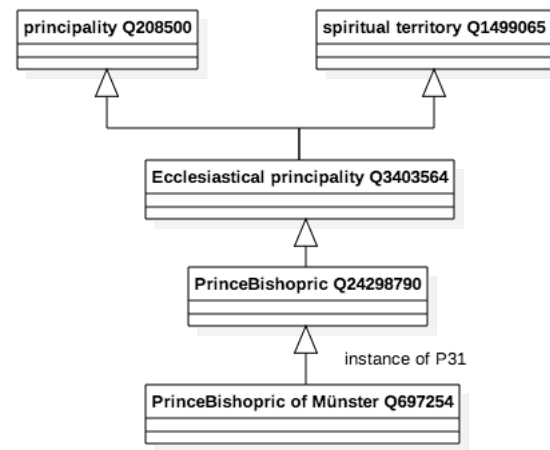 principality Q208500
spiritual territory Q1499065
Ecclesiastical principality Q3403564
PrinceBishopric Q24298790
instance of P31
PrinceBishopric of Münster Q697254